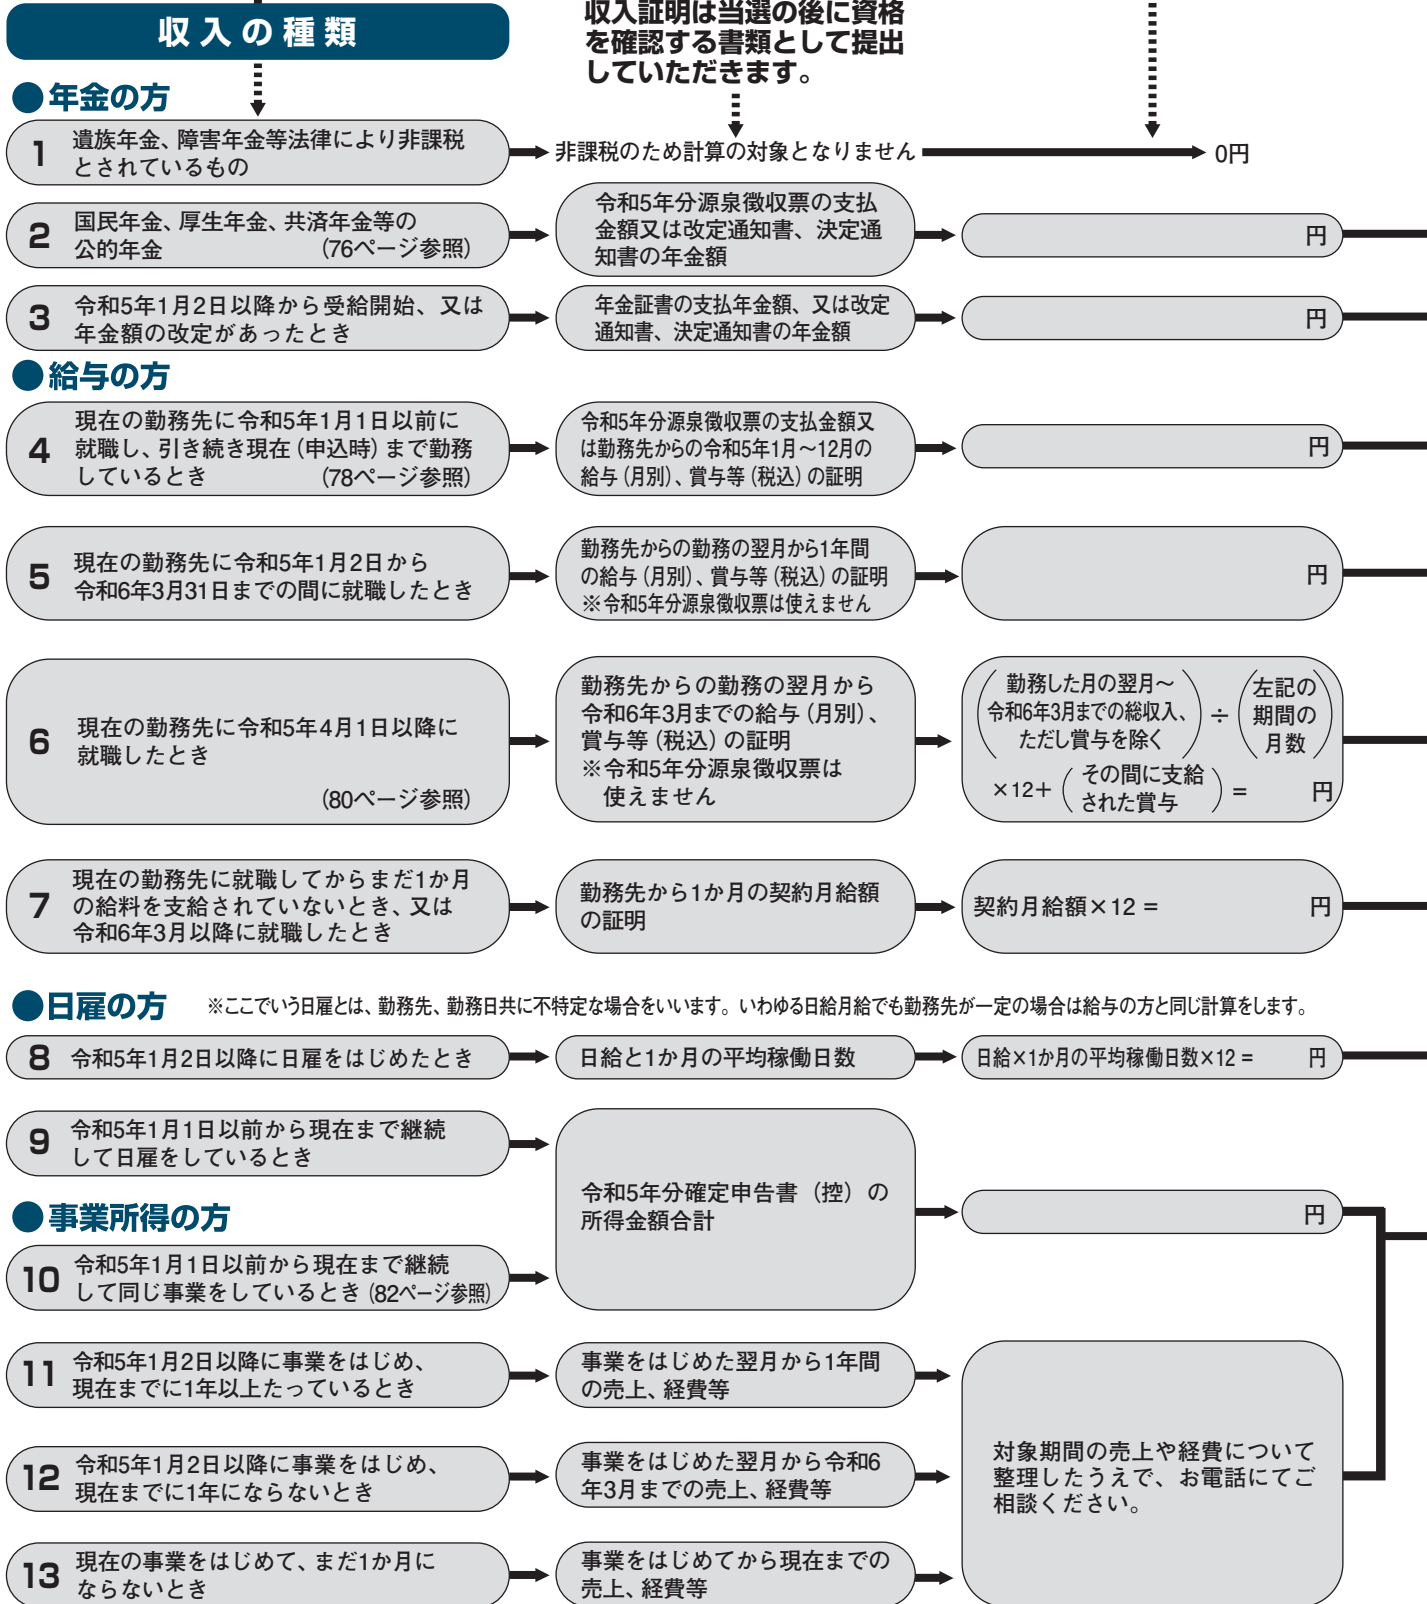 収入の種類
収入証明は当選の後に資格
を確認する書類として提出
していただきます。
●年金の方
1 遺族年金、障害年金等法律により非課税
とされているもの
非課税のため計算の対象となりません
0円
2 国民年金、厚生年金、共済年金等の
公的年金 (76ページ参照)
令和5年分源泉徴収票の支払
金額又は改定通知書、決定通
知書の年金額
円
3 令和5年1月2日以降から受給開始、又は
年金額の改定があったとき
年金証書の支払年金額、又は改定
通知書、決定通知書の年金額
円
●給与の方
4 現在の勤務先に令和5年1月1日以前に
就職し、引き続き現在(申込時)まで勤務
しているとき (78ページ参照)
令和5年分源泉徴収票の支払金額又
は勤務先からの令和5年1月〜12月の
給与(月別)、賞与等(税込)の証明
円
5 現在の勤務先に令和5年1月2日から
令和6年3月31日までの間に就職したとき
勤務先からの勤務の翌月から1年間
の給与(月別)、賞与等(税込)の証明
※令和5年分源泉徴収票は使えません
円
6 現在の勤務先に令和5年4月1日以降に
就職したとき
(80ページ参照)
勤務先からの勤務の翌月から
令和6年3月までの給与(月別)、
賞与等(税込)の証明
※令和5年分源泉徴収票は
使えません
勤務した月の翌月〜
令和6年3月までの総収入、
ただし賞与を除く
÷
左記の
期間の
月数
×12+
その間に支給
された賞与
= 円
7 現在の勤務先に就職してからまだ1か月
の給料を支給されていないとき、又は
令和6年3月以降に就職したとき
勤務先から1か月の契約月給額
の証明
契約月給額×12= 円
●日雇の方 ※ここでいう日雇とは、勤務先、勤務日共に不特定な場合をいいます。いわゆる日給月給でも勤務先が一定の場合は給与の方と同じ計算をします。
8 令和5年1月2日以降に日雇をはじめたとき
日給と1か月の平均稼働日数
日給×1か月の平均稼働日数×12= 円
9 令和5年1月1日以前から現在まで継続
して日雇をしているとき
令和5年分確定申告書(控)の
所得金額合計
円
●事業所得の方
10 令和5年1月1日以前から現在まで継続
して同じ事業をしているとき(82ページ参照)
11 令和5年1月2日以降に事業をはじめ、
現在までに1年以上たっているとき
事業をはじめた翌月から1年間
の売上、経費等
12 令和5年1月2日以降に事業をはじめ、
現在までに1年にならないとき
事業をはじめた翌月から令和6
年3月までの売上、経費等
対象期間の売上や経費について
整理したうえで、お電話にてご
相談ください。
13 現在の事業をはじめて、まだ1か月に
ならないとき
事業をはじめてから現在までの
売上、経費等